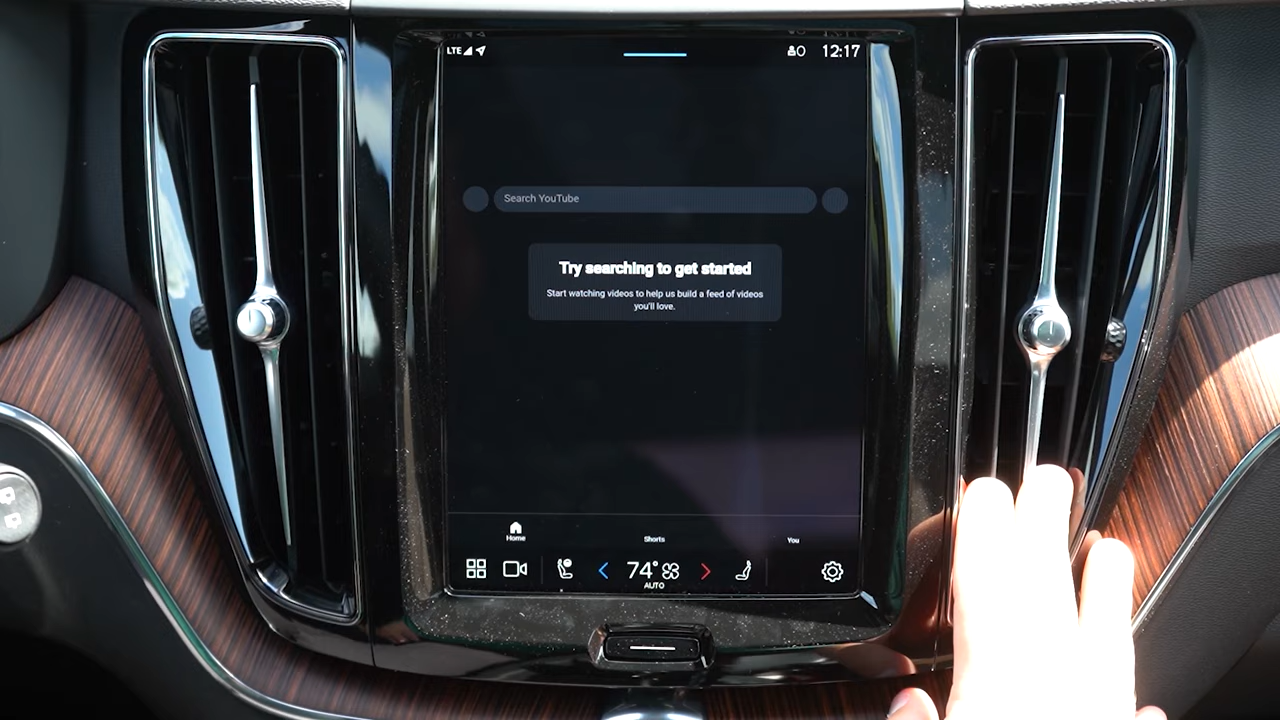 LTE
12:17
Search YouTube
Try searching to get started
Start watching videos to help us build a feed of videos
you'll love.
Home
Shorts
You
74°
AUTO